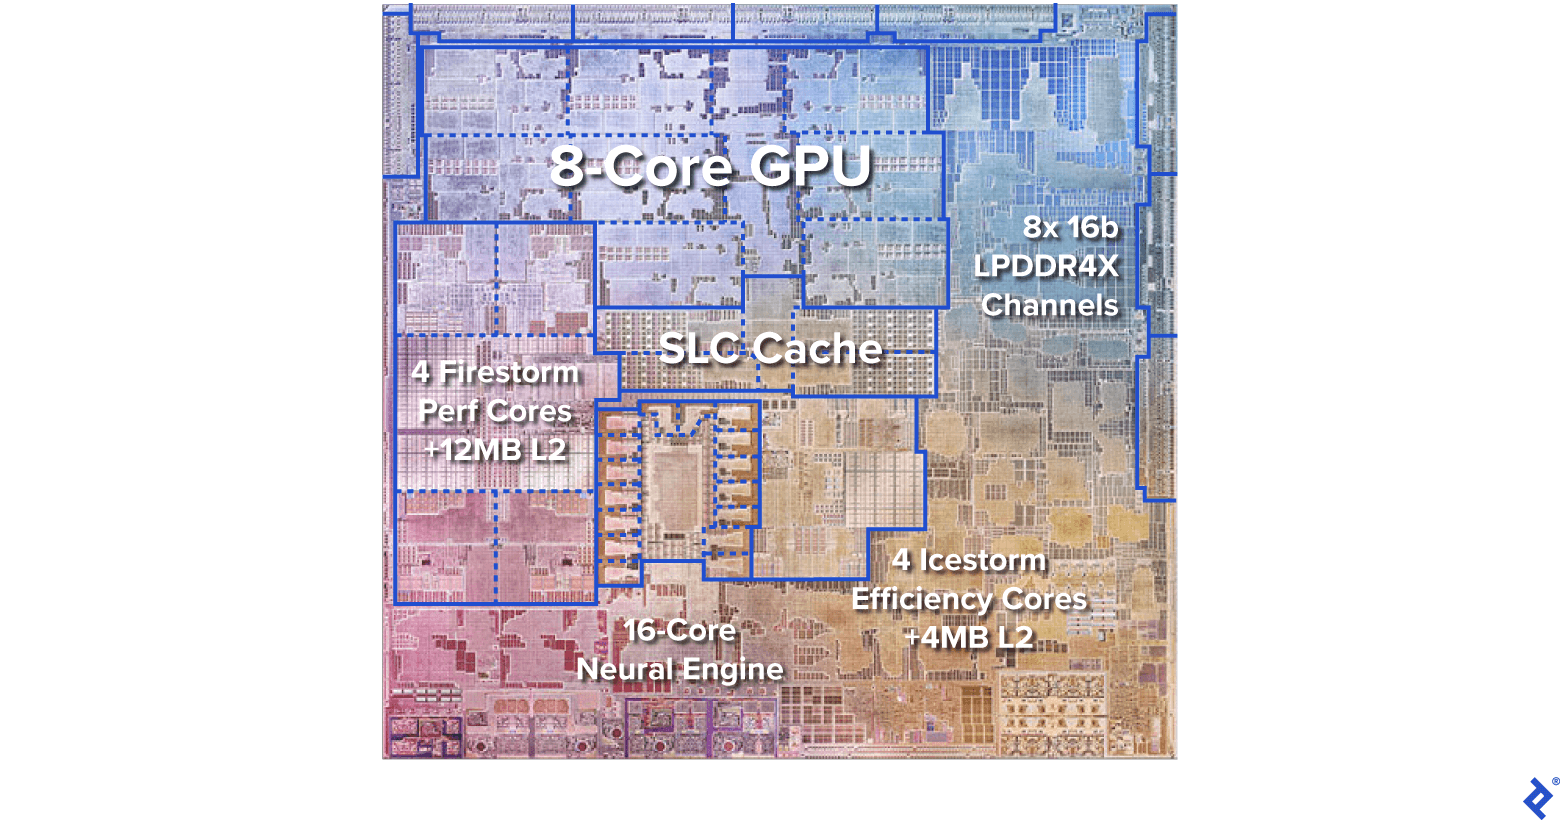 8-Core GPU
8x 16b
LPDDR4X
Channels
SLC Cache
4 Firestorm
Perf Cores
+12MB L2
4 Icestorm
Efficiency Cores
+4MB L2
16-Core
Neural Engine
®